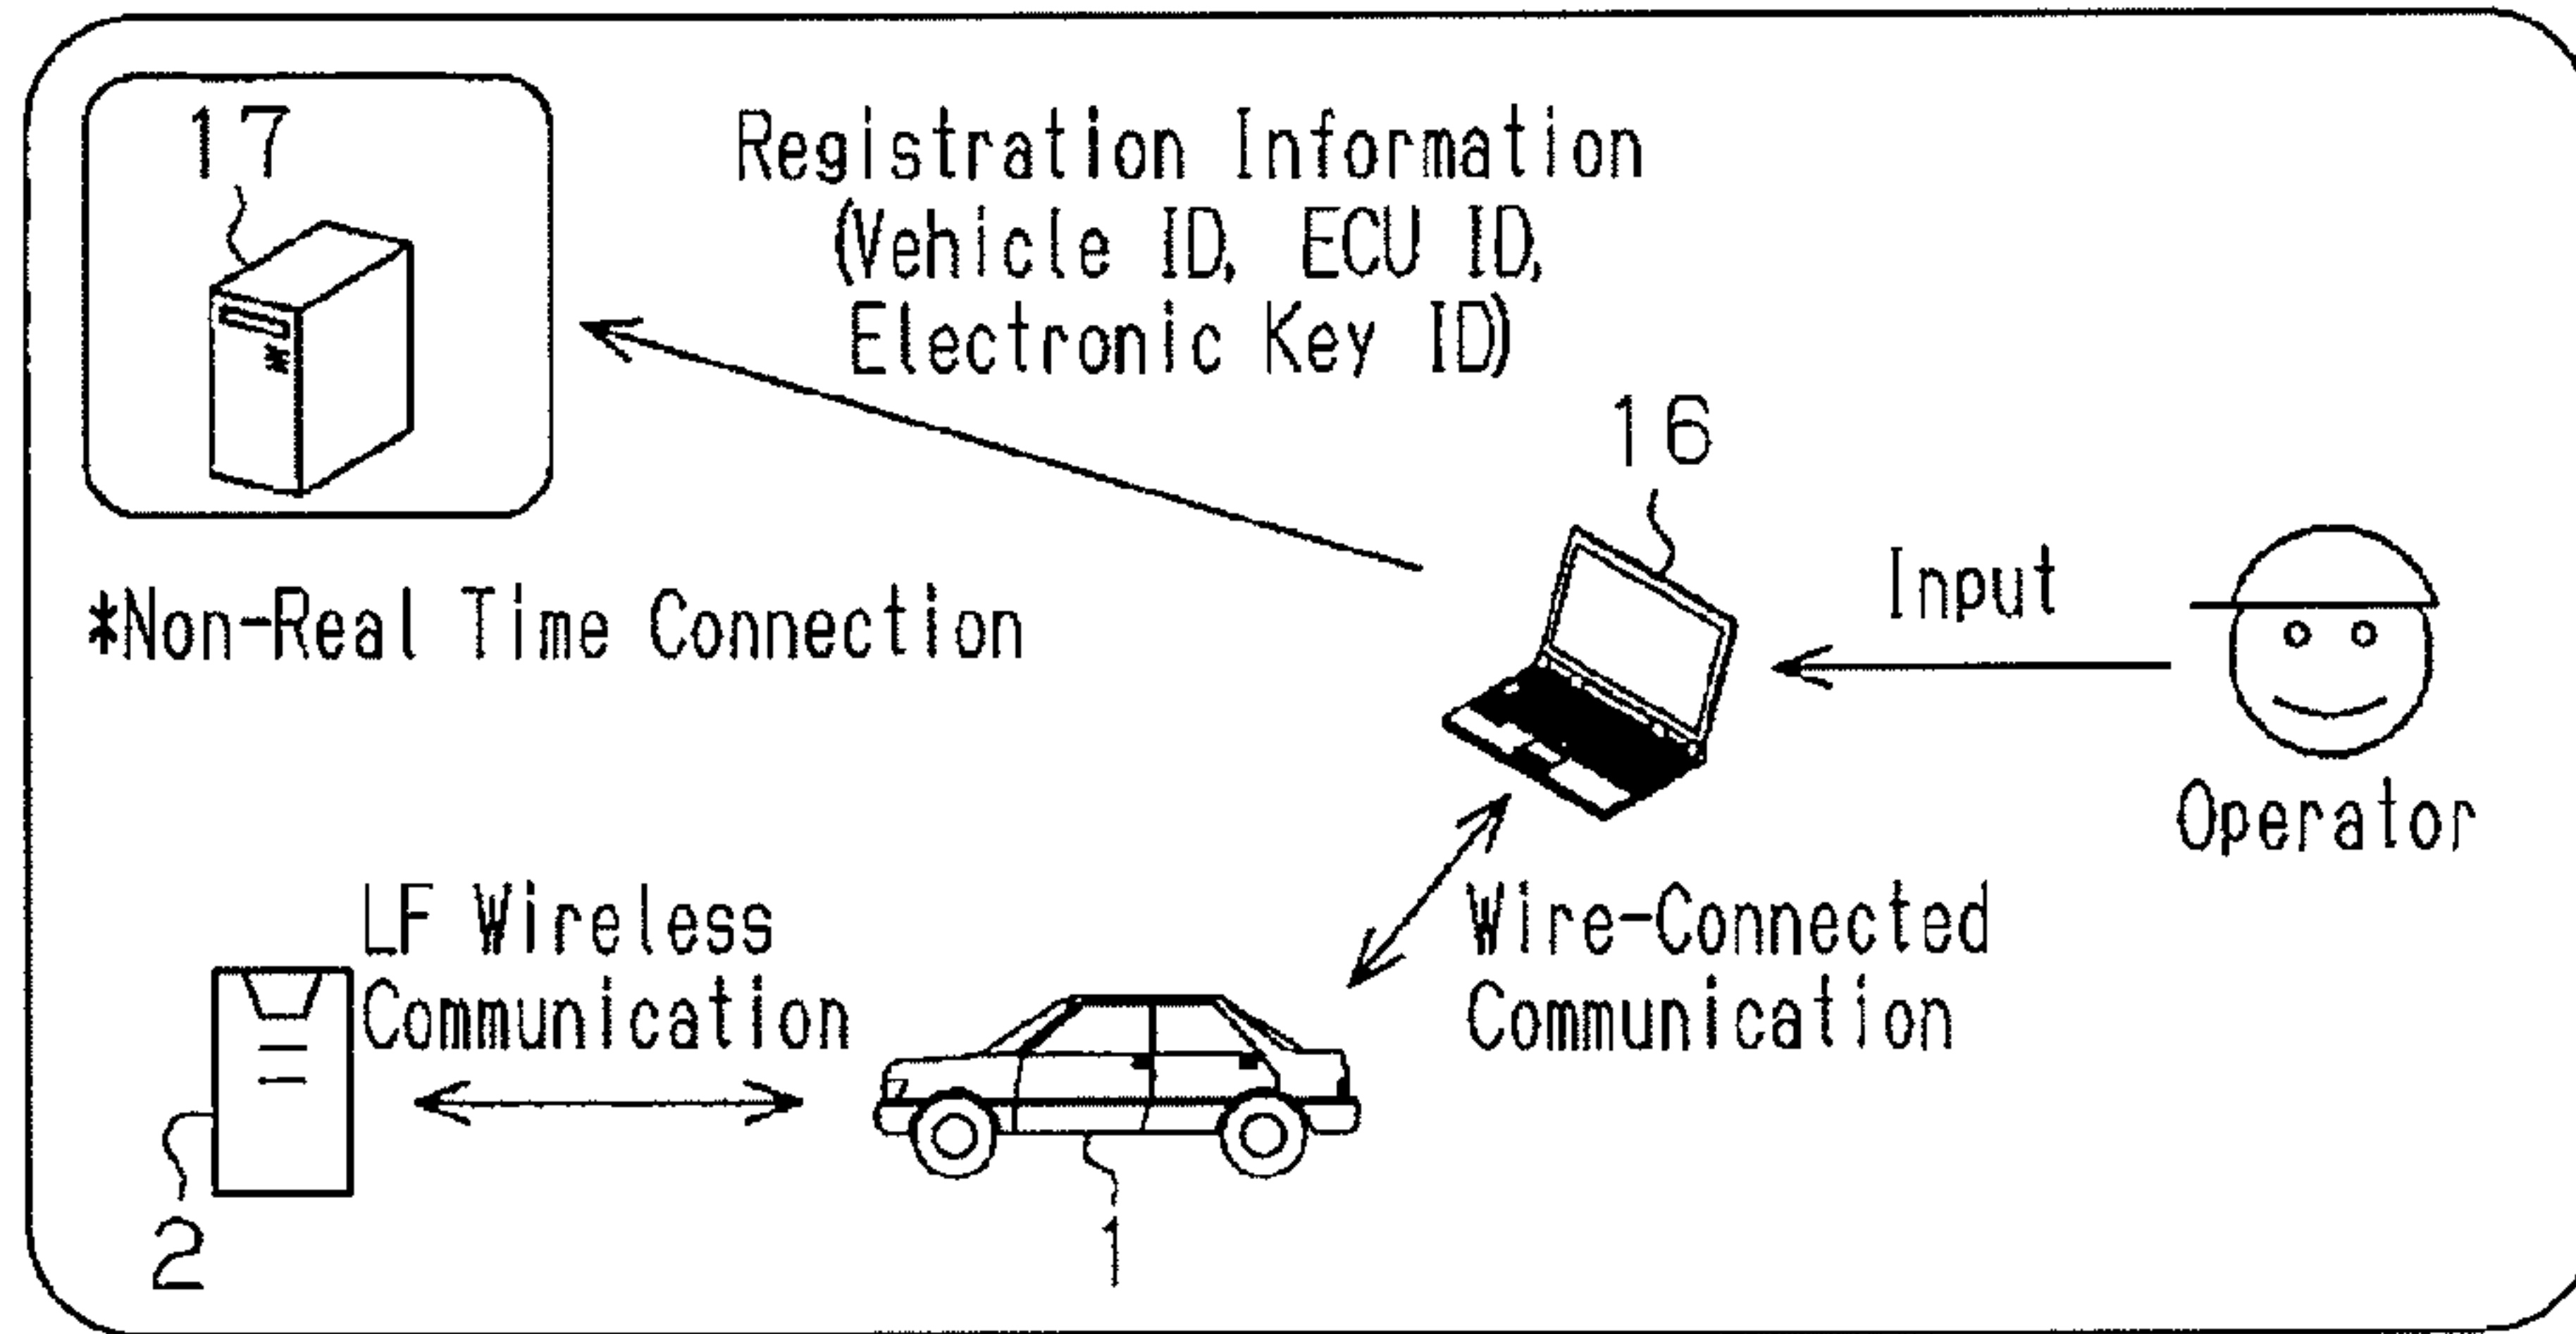 17
Registration Information
(Vehicle ID, ECU ID,
Electronic Key ID)
16
*Non-Real Time Connection
Input
Operator
LF Wireless
Communication
Wire-Connected
Communication
2
1